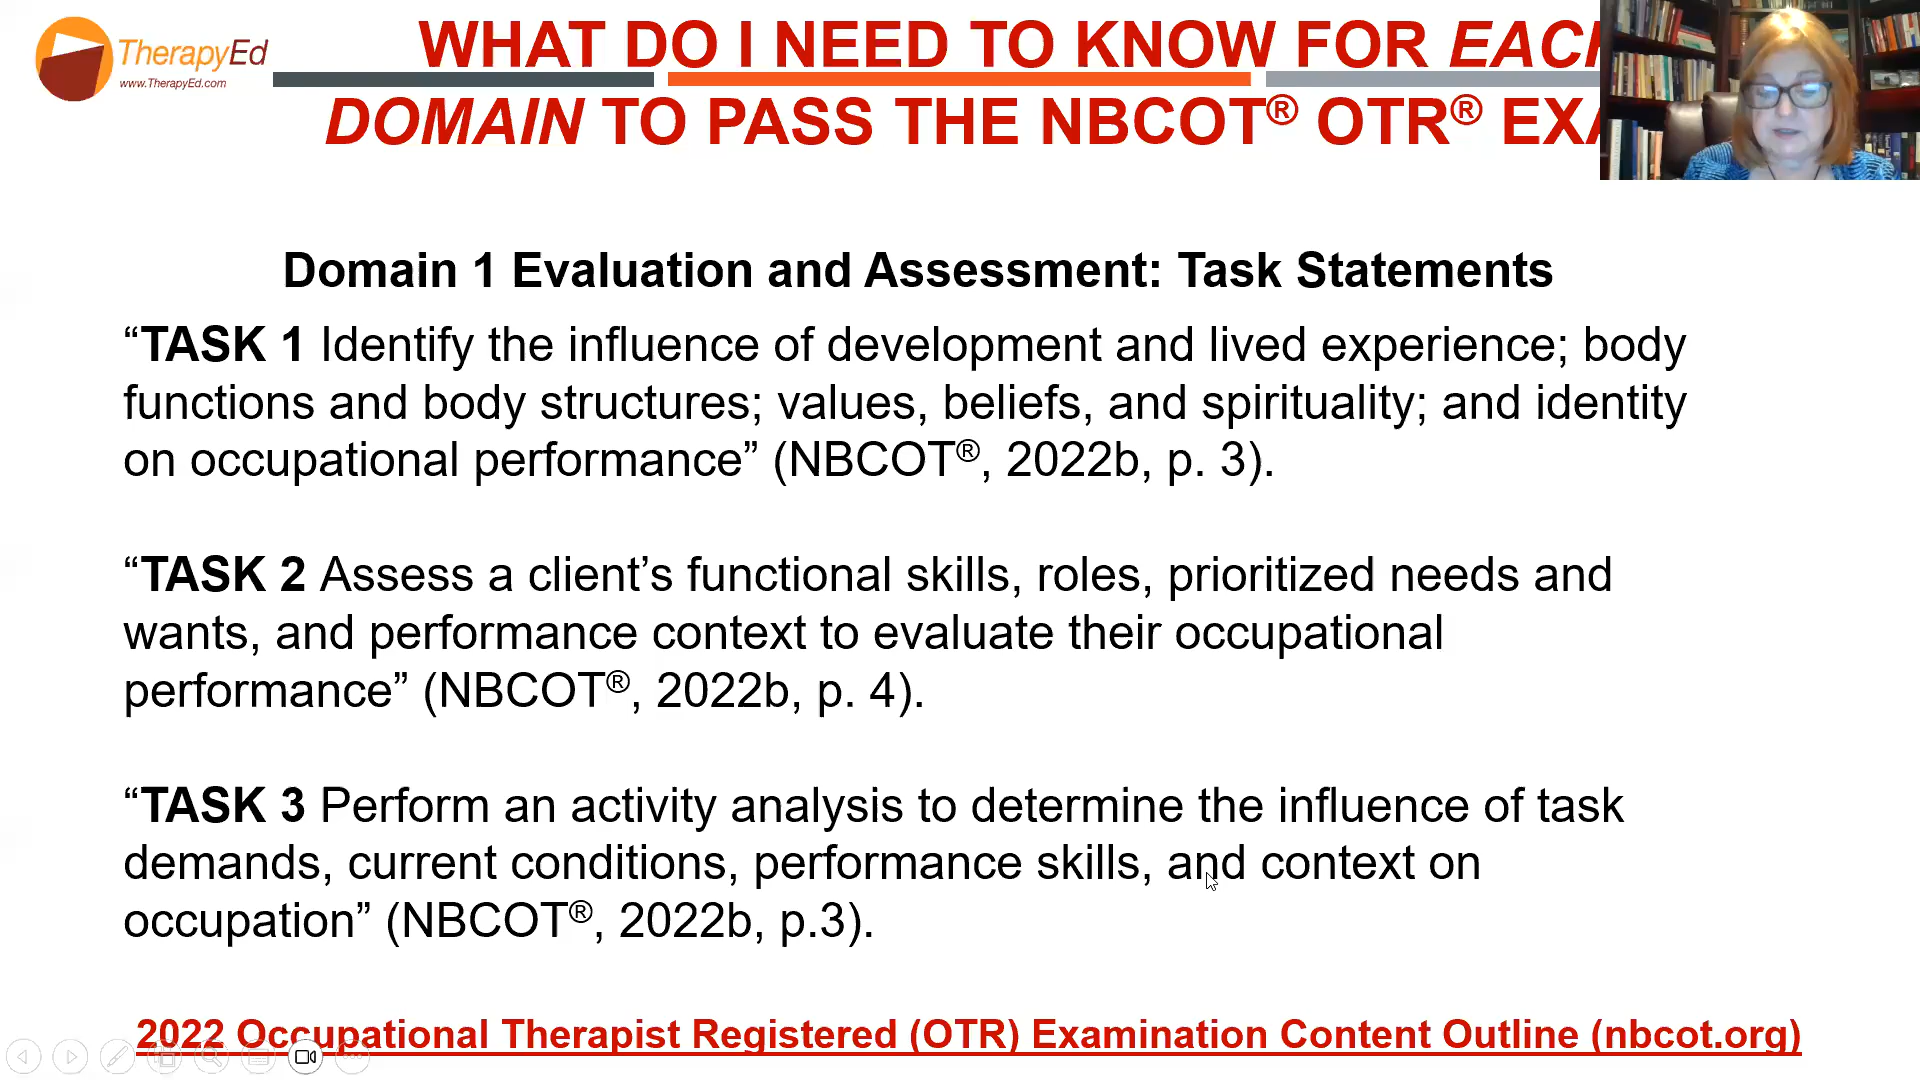 TherapyEd
www.TherapyEd.com
WHAT DO I NEED TO KNOW FOR EACH
DOMAIN TO PASS THE NBCOT® OTR®
Domain 1 Evaluation and Assessment: Task Statements
“TASK 1 Identify the influence of development and lived experience; body
functions and body structures; values, beliefs, and spirituality; and identity
on occupational performance” (NBCOT®, 2022b, p. 3).
“TASK 2 Assess a client’s functional skills, roles, prioritized needs and
wants, and performance context to evaluate their occupational
performance” (NBCOT®, 2022b, p. 4).
“TASK 3 Perform an activity analysis to determine the influence of task
demands, current conditions, performance skills, and context on
occupation” (NBCOT®, 2022b, p.3).
2022 Occupational Therapist Registered (OTR) Examination Content Outline (nbcot.org)